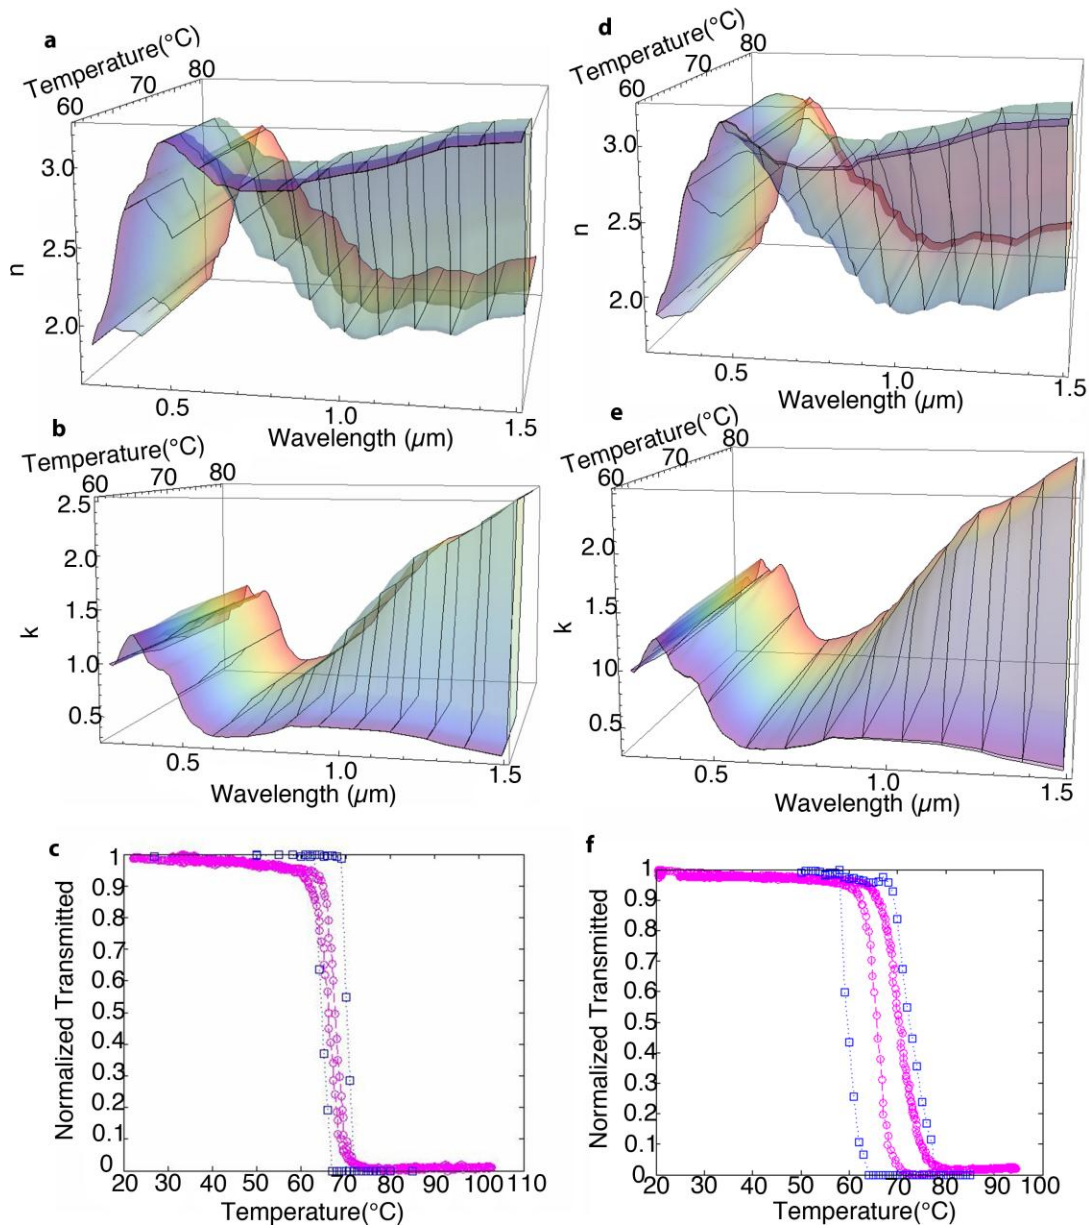 a
Temperature(°C)
60
70
80
3.0
2.5
2.0
n
0.5
1.0
1.5
Wavelength (µm)
d
Temperature(°C)
60
70
80
3.0
2.5
2.0
n
0.5
1.0
1.5
Wavelength (µm)
b
Temperature(°C)
60
70
80
2.5
2.0
1.5
1.0
0.5
k
0.5
1.0
1.5
Wavelength (µm)
e
Temperature(°C)
60
70
80
2.0
1.5
10
0.5
k
0.5
1.0
1.5
Wavelength (µm)
c
1
0.9
0.8
0.7
0.6
0.5
0.4
0.3
0.2
0.1
0
Normalized Transmitted
20 30 40 50 60 70 80 90 100 110
Temperature(°C)
f
1
0.9
0.8
0.7
0.6
0.5
0.4
0.3
0.2
0.1
0
Normalized Transmitted
20 30 40 50 60 70 80 90 100
Temperature(°C)